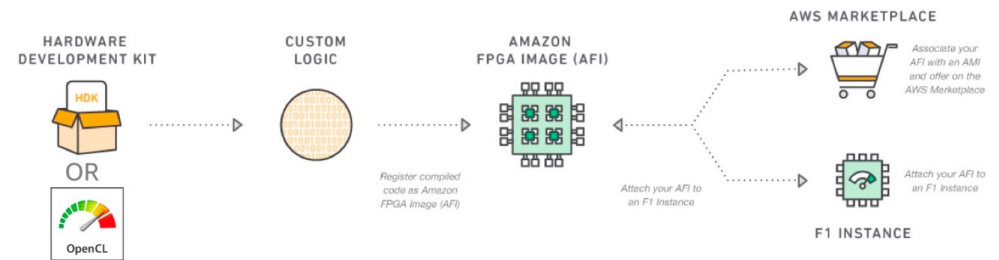 HARDWARE
DEVELOPMENT KIT
HDK
OR
OpenCL
CUSTOM
LOGIC
Register compiled
code as Amazon
FPGA Image (AFI)
AMAZON
FPGA IMAGE (AFI)
Attach your AFI to
an F1 Instance
AWS MARKETPLACE
Associate your
AFI with an AMI
and offer on the
AWS Marketplace
Attach your AFI to
an F1 Instance
F1 INSTANCE